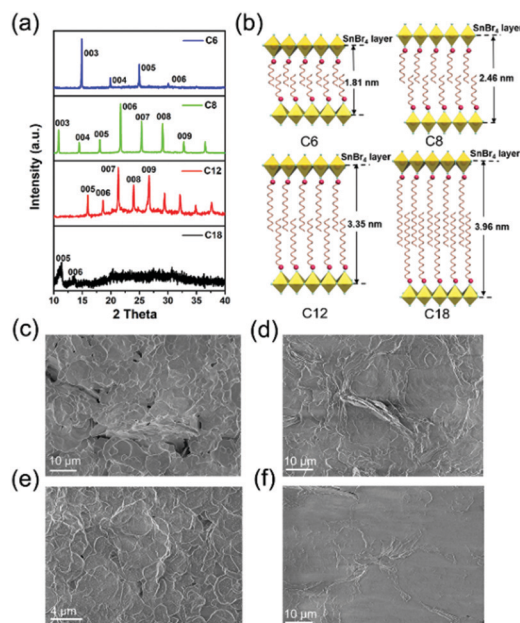 (a)
C6
003
004
005
006
C8
003
004
005
006
007
008
009
C12
005
006
007
008
009
C18
005
006
Intensity (a.u.)
10 15 20 25 30 35 40
2 Theta
(b)
SnBr4 layer
1.81 nm
C6
SnBr4 layer
2.46 nm
C8
SnBr4 layer
3.35 nm
C12
SnBr4 layer
3.96 nm
C18
(c)
10 μm
(d)
10 μm
(e)
4 μm
(f)
10 μm